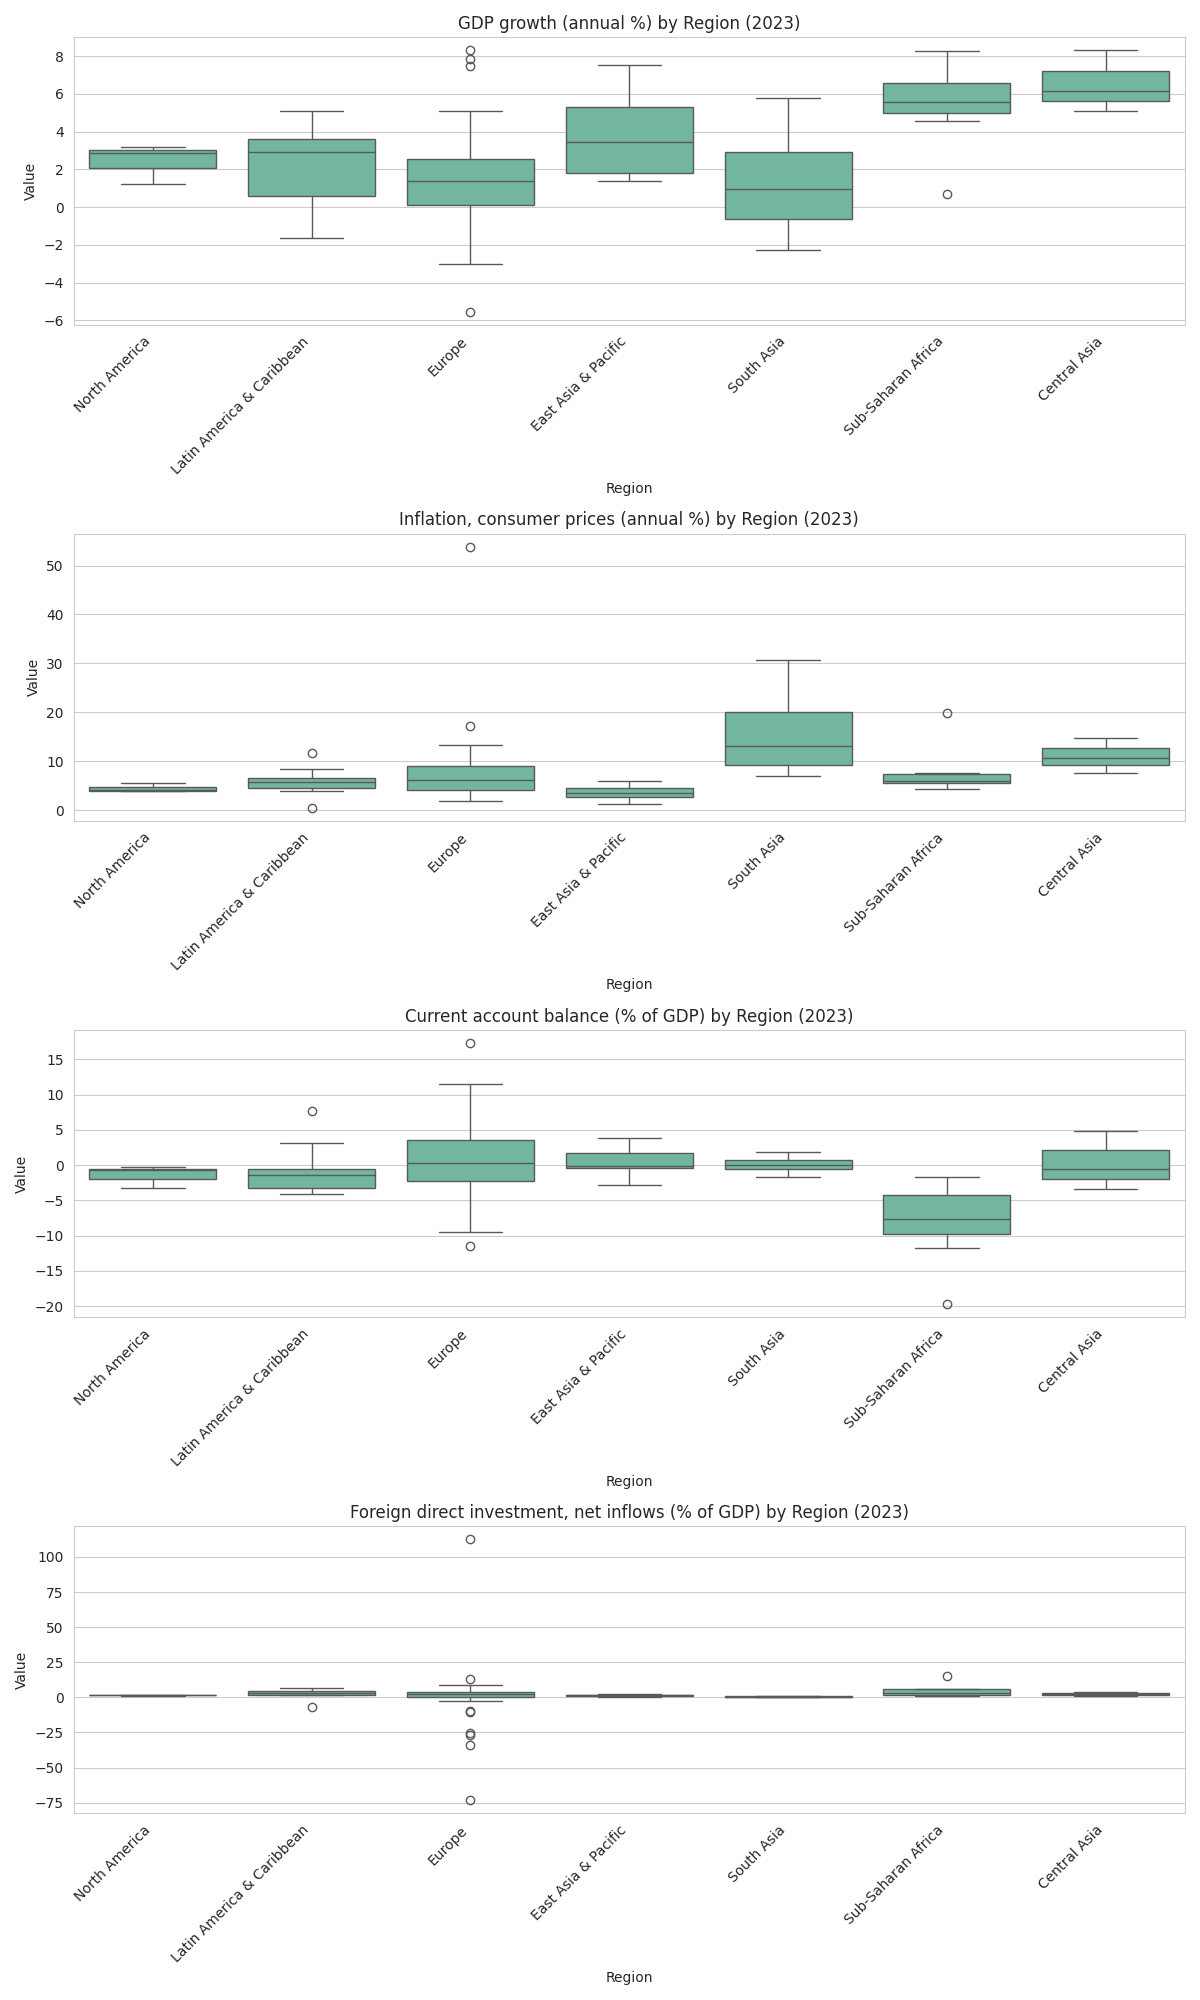 GDP growth (annual %) by Region (2023)
8
6
4
2
0
−2
−4
−6
Value
North America
Latin America & Caribbean
Europe
East Asia & Pacific
South Asia
Sub-Saharan Africa
Central Asia
Region
Inflation, consumer prices (annual %) by Region (2023)
50
40
30
20
10
0
Value
North America
Latin America & Caribbean
Europe
East Asia & Pacific
South Asia
Sub-Saharan Africa
Central Asia
Region
Current account balance (% of GDP) by Region (2023)
15
10
5
0
−5
−10
−15
−20
Value
North America
Latin America & Caribbean
Europe
East Asia & Pacific
South Asia
Sub-Saharan Africa
Central Asia
Region
Foreign direct investment, net inflows (% of GDP) by Region (2023)
100
75
50
25
0
−25
−50
−75
Value
North America
Latin America & Caribbean
Europe
East Asia & Pacific
South Asia
Sub-Saharan Africa
Central Asia
Region